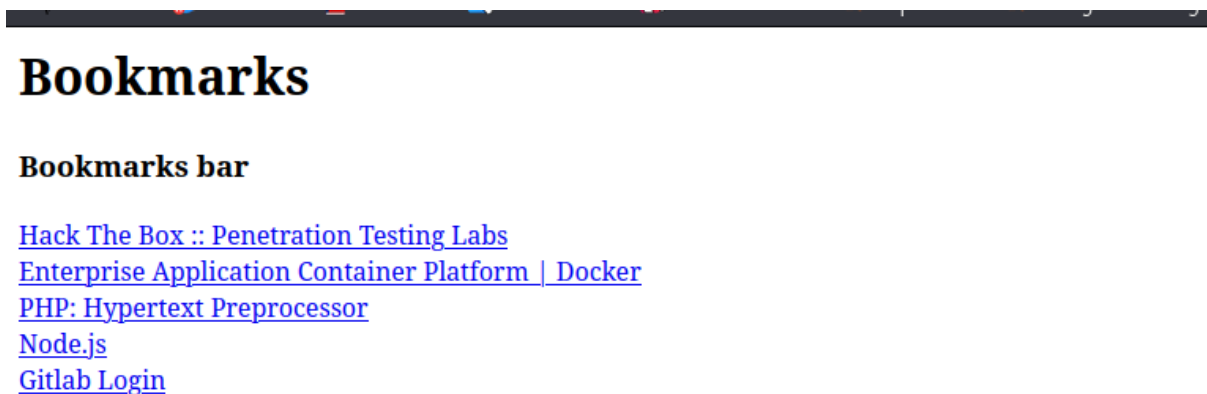 Bookmarks
Bookmarks bar
Hack The Box :: Penetration Testing Labs
Enterprise Application Container Platform | Docker
PHP: Hypertext Preprocessor
Node.js
Gitlab Login